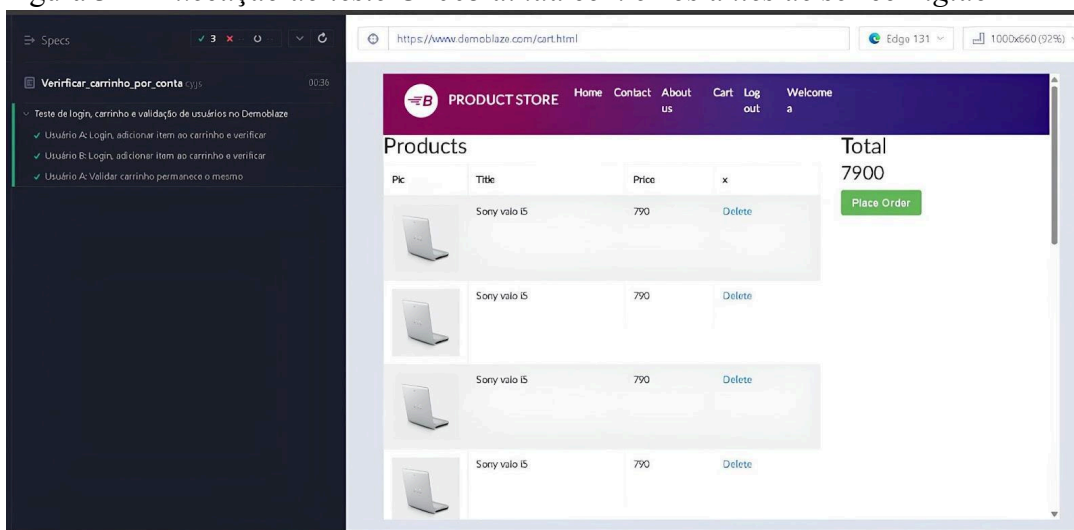 Specs
3
https://www.demoblaze.com/cart.html
Edge 131
1000x660 (92%)
Verirficar_carrinho_por_conta cy.js
00:36
Teste de login, carrinho e validação de usuários no Demoblaze
Usuário A: Login, adicionar item ao carrinho e verificar
Usuário B: Login, adicionar item ao carrinho e verificar
Usuário A: Validar carrinho permanece o mesmo
PRODUCT STORE Home Contact About us Cart Log out Welcome a
Products
Total
7900
Place Order
Pic Title Price x
Sony vaio i5 790 Delete
Sony vaio i5 790 Delete
Sony vaio i5 790 Delete
Sony vaio i5 790 Delete